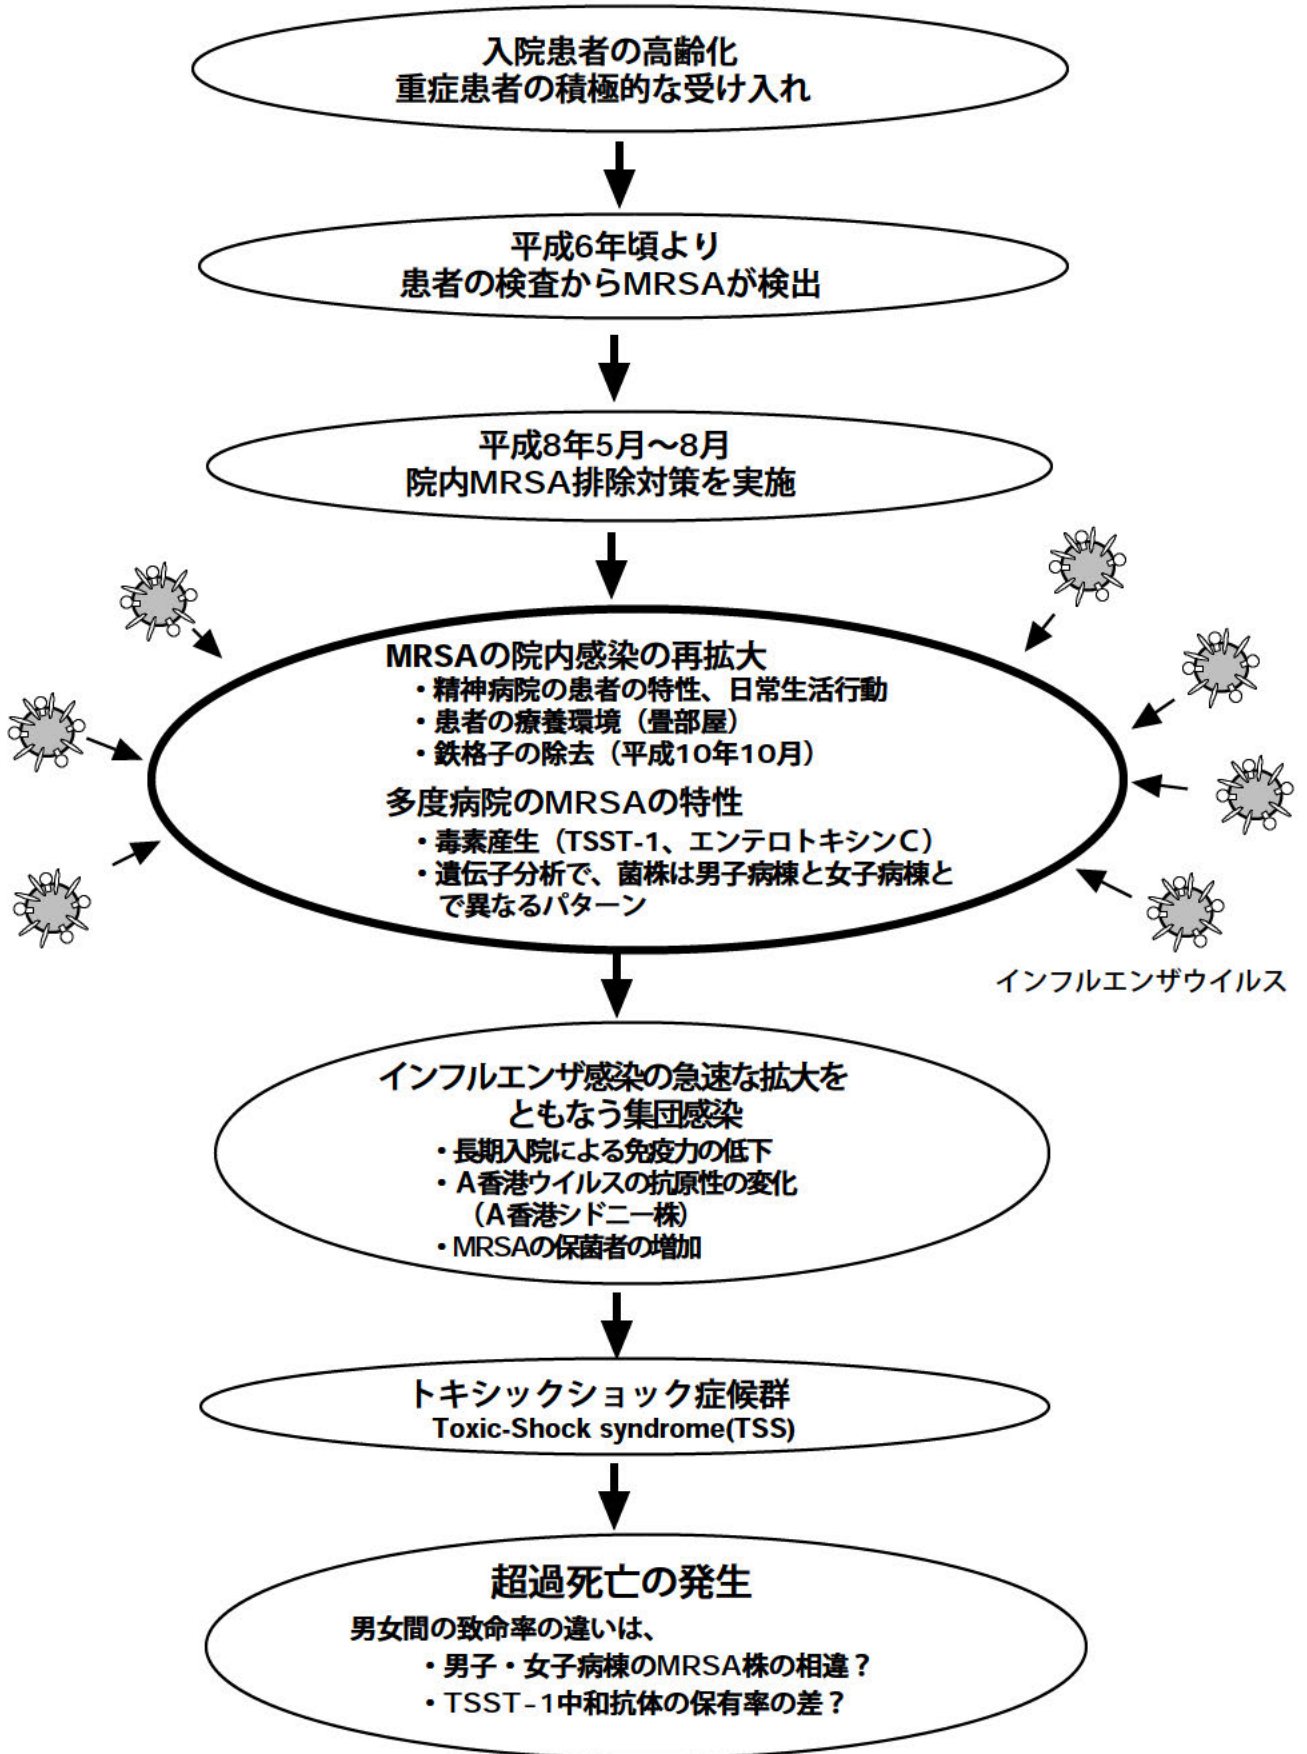 入院患者の高齢化
重症患者の積極的な受け入れ
平成6年頃より
患者の検査からMRSAが検出
平成8年5月～8月
院内MRSA排除対策を実施
MRSAの院内感染の再拡大
・精神病院の患者の特性、日常生活行動
・患者の療養環境（畳部屋）
・鉄格子の除去（平成10年10月）
多度病院のMRSAの特性
・毒素産生（TSST-1、エンテロトキシンC）
・遺伝子分析で、菌株は男子病棟と女子病棟と
で異なるパターン
インフルエンザウイルス
インフルエンザ感染の急速な拡大を
ともなう集団感染
・長期入院による免疫力の低下
・A香港ウイルスの抗原性の変化
（A香港シドニー株）
・MRSAの保菌者の増加
トキシックショック症候群
Toxic-Shock syndrome(TSS)
超過死亡の発生
男女間の致命率の違いは、
・男子・女子病棟のMRSA株の相違？
・TSST-1中和抗体の保有率の差？